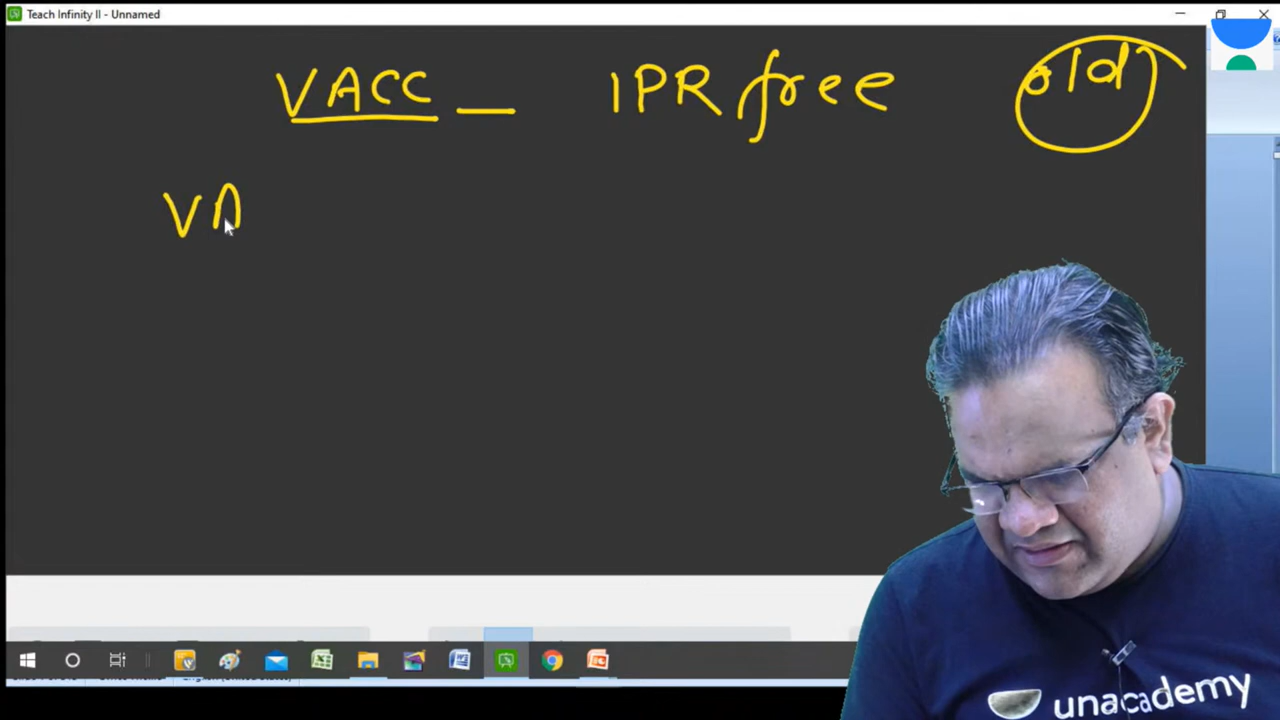 Teach Infinity II - Unnamed
VACC — IPR free old
VA
unacademy